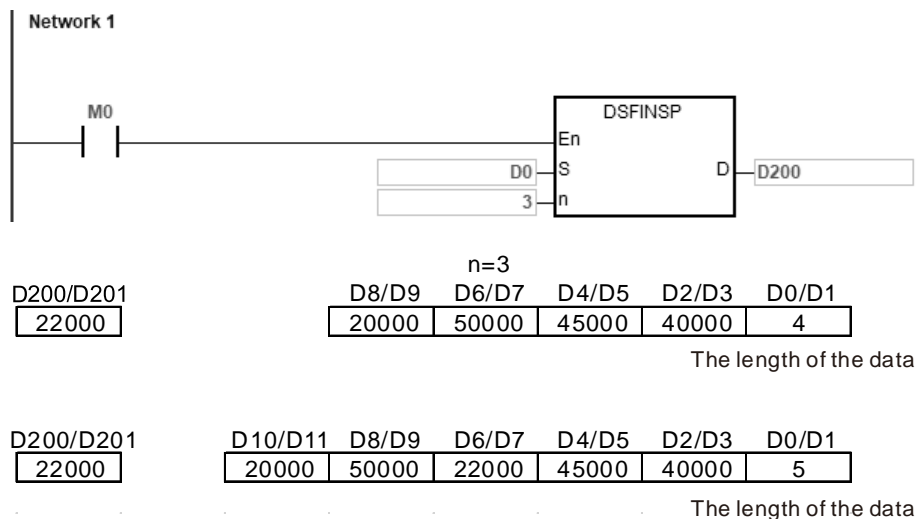 Network 1
M0
DSFINSP
En
D0 S D D200
3 n
n=3
D200/D201 D8/D9 D6/D7 D4/D5 D2/D3 D0/D1
22000 20000 50000 45000 40000 4
The length of the data
D200/D201 D10/D11 D8/D9 D6/D7 D4/D5 D2/D3 D0/D1
22000 20000 50000 22000 45000 40000 5
The length of the data